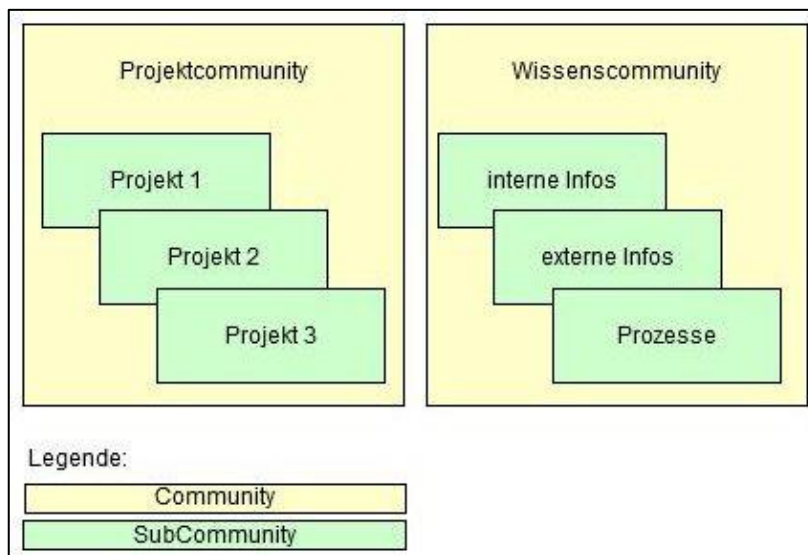 Projektcommunity
Projekt 1
Projekt 2
Projekt 3
Wissenscommunity
interne Infos
externe Infos
Prozesse
Legende:
Community
SubCommunity